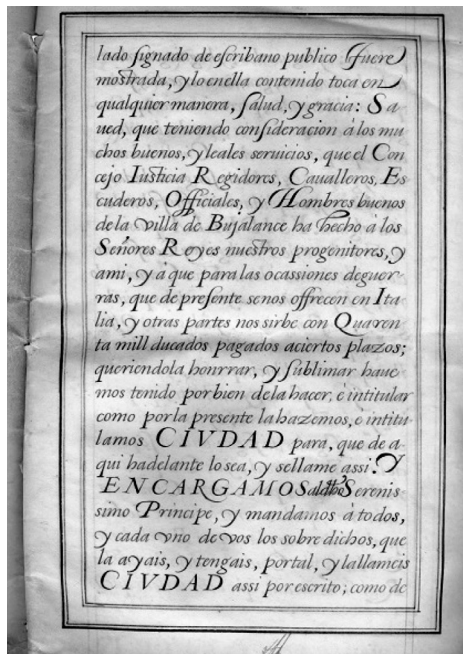 lado signado de escribano publico fuere
mostrada, y lo en ella contenido toca en
qualquier manera, salud, y gracia: Sa
ued, que teniendo consideracion á los mu
chos buenos, y leales seruicios, que el Con
cejo Iusticia Regidores, Caualleros, Es
cuderos, Officiales, y Hombres buenos
de la villa de Bujalance ha hecho á los
Señores Reyes nuestros progenitores, y
ami, y á que para las ocassiones de guer
ras, que de presente se nos offrecen en Ita
lia, y otras partes nos sirbe con Quaren
ta mill ducados pagados aciertos plazos;
queriendola honrrar, y sublimar haue
mos tenido por bien de la hacer, é intitular
como por la presente la hazemos, e intitu
lamos CIVDAD para, que de a
qui hadelante lo sea, y se llame assi: Y
ENCARGAMOS al dho Serenis
simo Principe, y mandamos á todos,
y cada vno de vos los sobre dichos, que
la ayais, y tengais, por tal, y la llameis
CIVDAD assi por escrito; como de